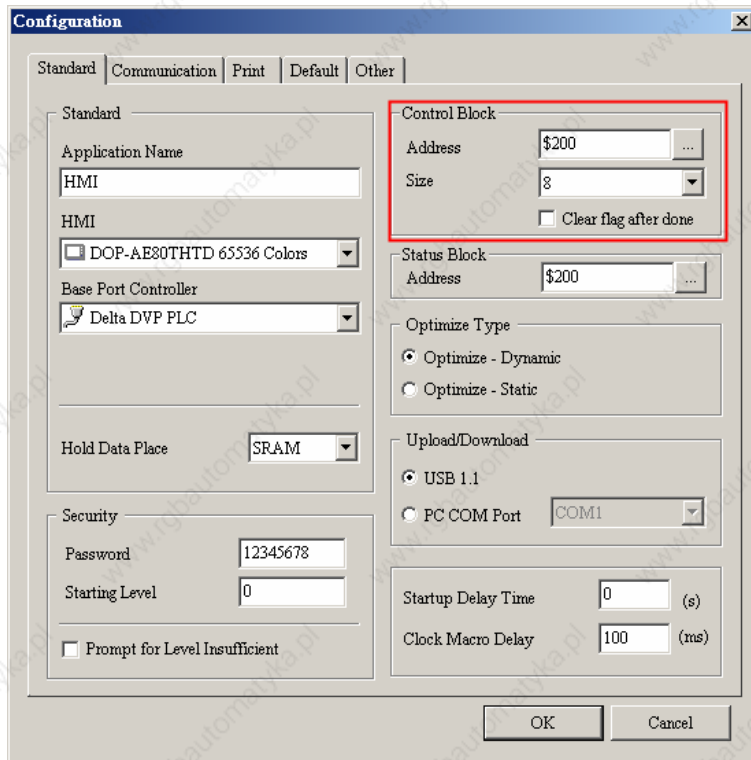 Configuration
Standard Communication Print Default Other
Standard
Application Name
HMI
HMI
DOP-AE80THTD 65536 Colors
Base Port Controller
Delta DVP PLC
Hold Data Place SRAM
Security
Password 12345678
Starting Level 0
Prompt for Level Insufficient
Control Block
Address $200 ...
Size 8
Clear flag after done
Status Block
Address $200 ...
Optimize Type
Optimize - Dynamic
Optimize - Static
Upload/Download
USB 1.1
PC COM Port COM1
Startup Delay Time 0 (s)
Clock Macro Delay 100 (ms)
OK Cancel
www.rgbautomatyka.pl